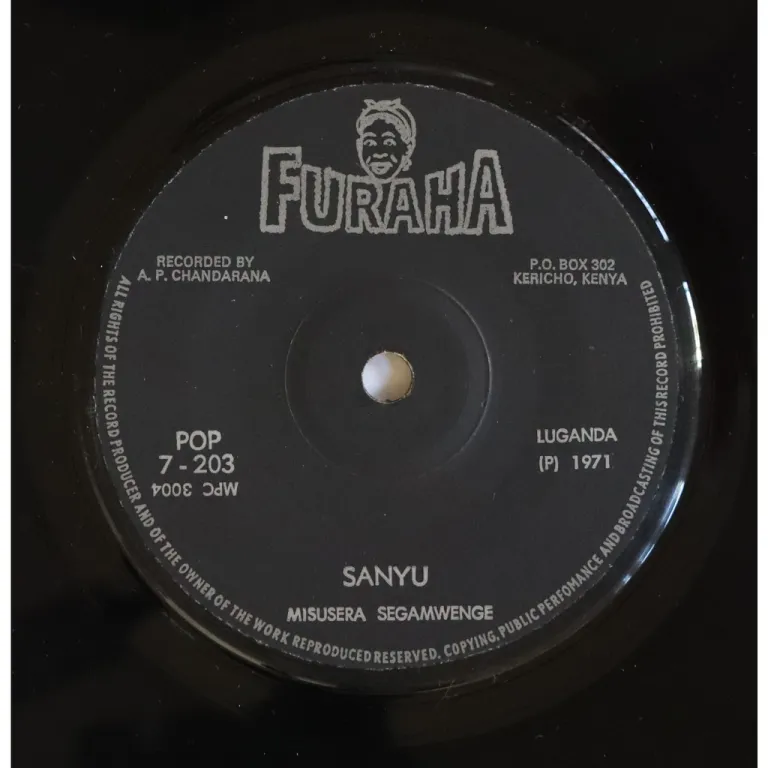 FURAHA
RECORDED BY
A. P. CHANDARANA
P.O. BOX 302
KERICHO, KENYA
POP
7 - 203
MPC 3004
LUGANDA
(P) 1971
SANYU
MISUSERA SEGAMWENGE
ALL RIGHTS OF THE RECORD PRODUCER AND OF THE OWNER OF THE WORK REPRODUCED RESERVED. COPYING, PUBLIC PERFOMANCE AND BROADCASTING OF THIS RECORD PROHIBITED